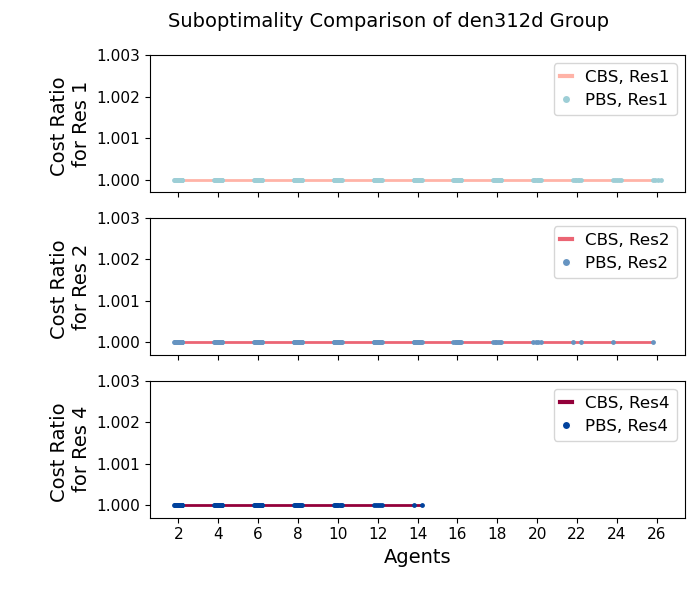 Suboptimality Comparison of den312d Group
Cost Ratio
for Res 1
1.003
1.002
1.001
1.000
CBS, Res1
PBS, Res1
Cost Ratio
for Res 2
1.003
1.002
1.001
1.000
CBS, Res2
PBS, Res2
Cost Ratio
for Res 4
1.003
1.002
1.001
1.000
CBS, Res4
PBS, Res4
2 4 6 8 10 12 14 16 18 20 22 24 26
Agents